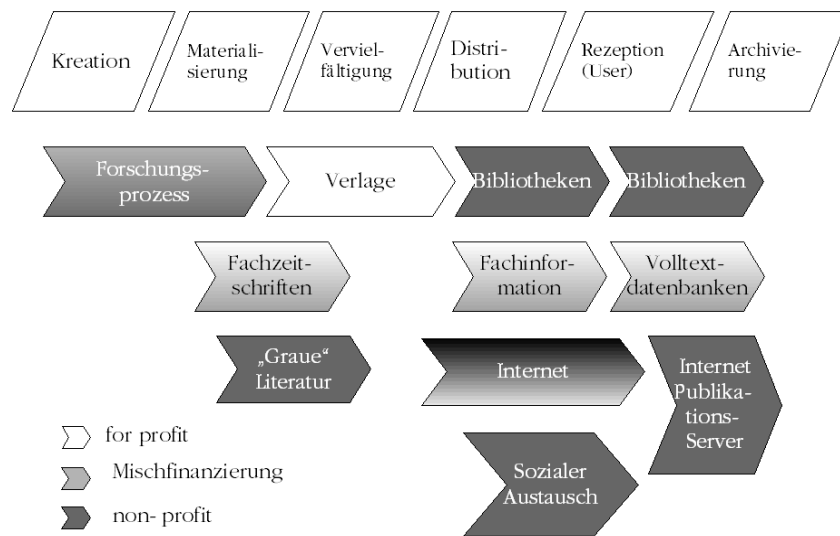 Kreation
Materiali-
sierung
Verviel-
fältigung
Distri-
bution
Rezeption
(User)
Archivie-
rung
Forschungs-
prozess
Verlage
Bibliotheken
Bibliotheken
Fachzeit-
schriften
Fachinfor-
mation
Volltext-
datenbanken
„Graue“
Literatur
Internet
Internet
Publika-
tions-
Server
Sozialer
Austausch
for profit
Mischfinanzierung
non- profit